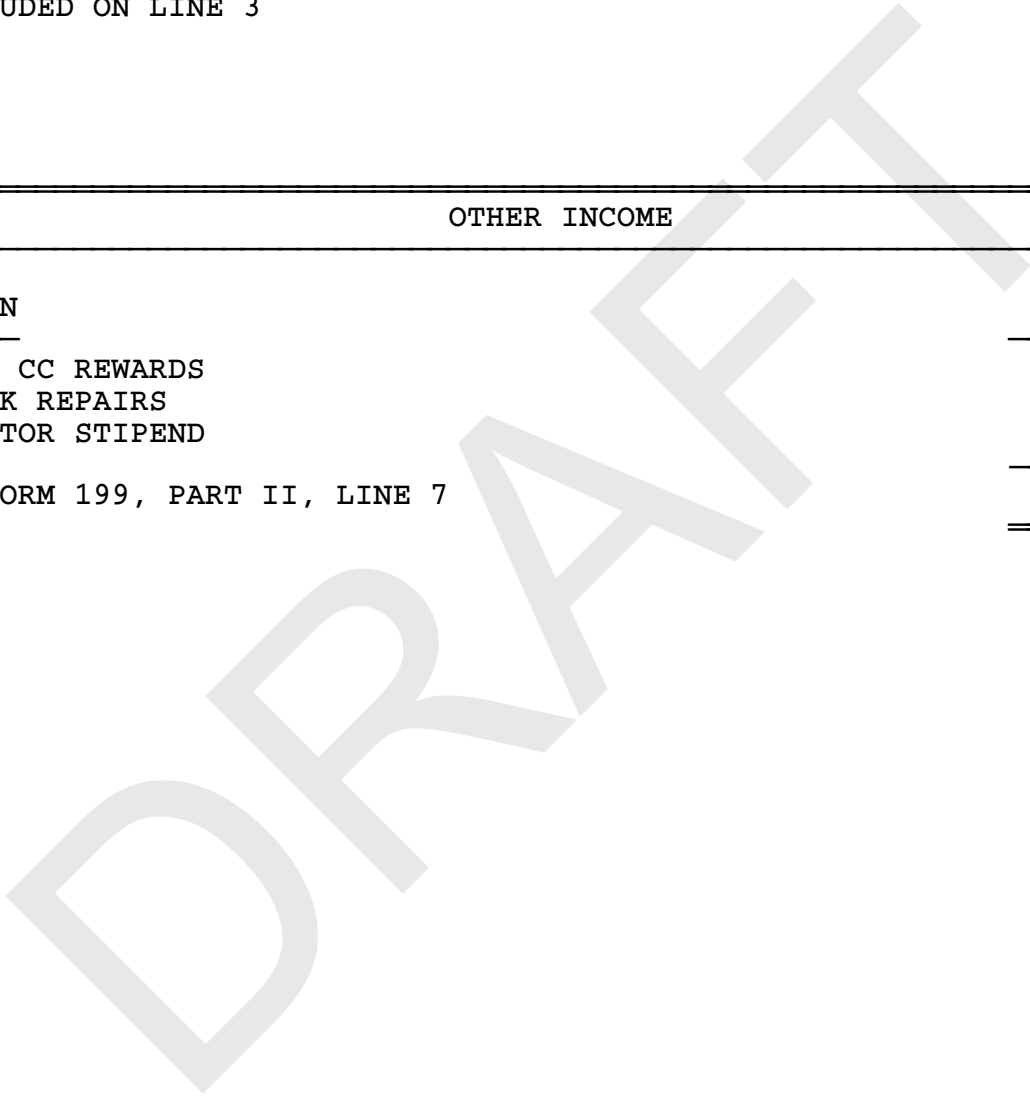 UDED ON LINE 3
OTHER INCOME
N
CC REWARDS
K REPAIRS
TOR STIPEND
ORM 199, PART II, LINE 7
DRAFT